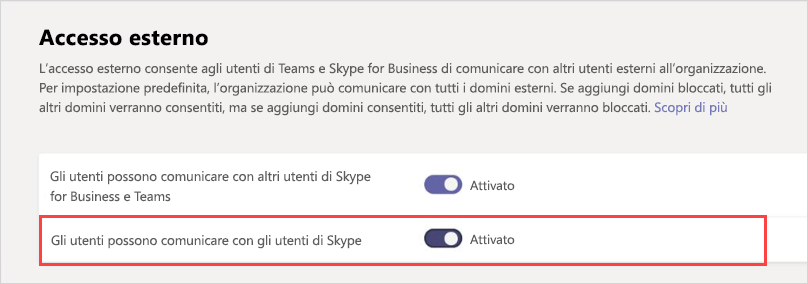 Accesso esterno
L'accesso esterno consente agli utenti di Teams e Skype for Business di comunicare con altri utenti esterni all'organizzazione.
Per impostazione predefinita, l'organizzazione può comunicare con tutti i domini esterni. Se aggiungi domini bloccati, tutti gli
altri domini verranno consentiti, ma se aggiungi domini consentiti, tutti gli altri domini verranno bloccati. Scopri di più
Gli utenti possono comunicare con altri utenti di Skype
for Business e Teams
Attivato
Gli utenti possono comunicare con gli utenti di Skype
Attivato